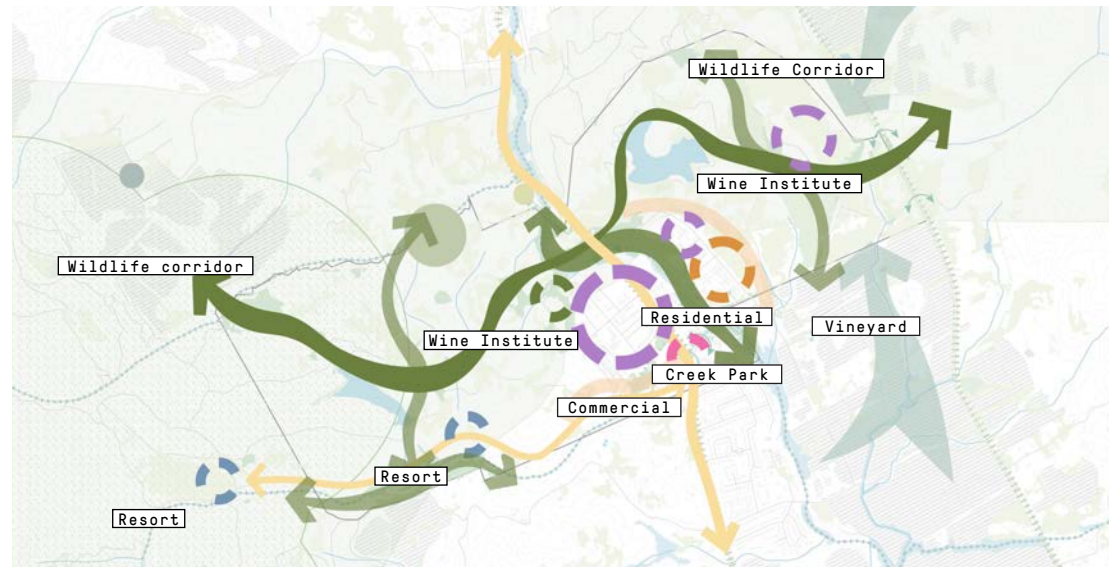 Wildlife Corridor
Wine Institute
Wildlife corridor
Residential
Vineyard
Wine Institute
Creek Park
Commercial
Resort
Resort